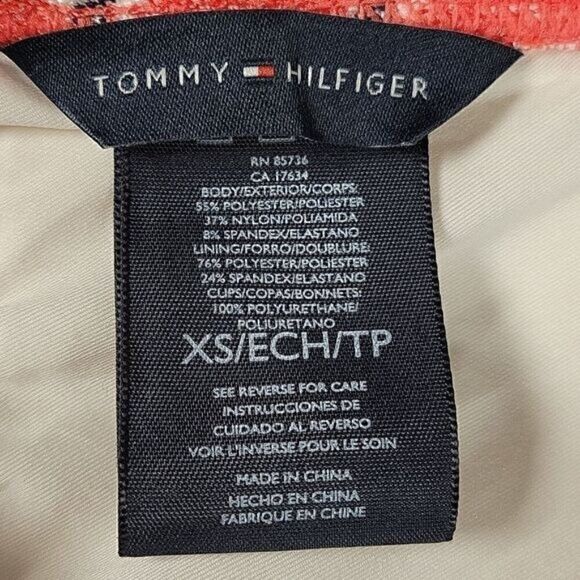 TOMMY HILFIGER
RN 85736
CA 17634
BODY/EXTERIOR/CORPS:
55% POLYESTER/POLIESTER
37% NYLON/POLIAMIDA
8% SPANDEX/ELASTANO
LINING/FORRO/DOUBLURE:
76% POLYESTER/POLIESTER
24% SPANDEX/ELASTANO
CUPS/COPAS/BONNETS:
100% POLYURETHANE/
POLIURETANO
XS/ECH/TP
SEE REVERSE FOR CARE
INSTRUCCIONES DE
CUIDADO AL REVERSO
VOIR L'INVERSE POUR LE SOIN
MADE IN CHINA
HECHO EN CHINA
FABRIQUE EN CHINE